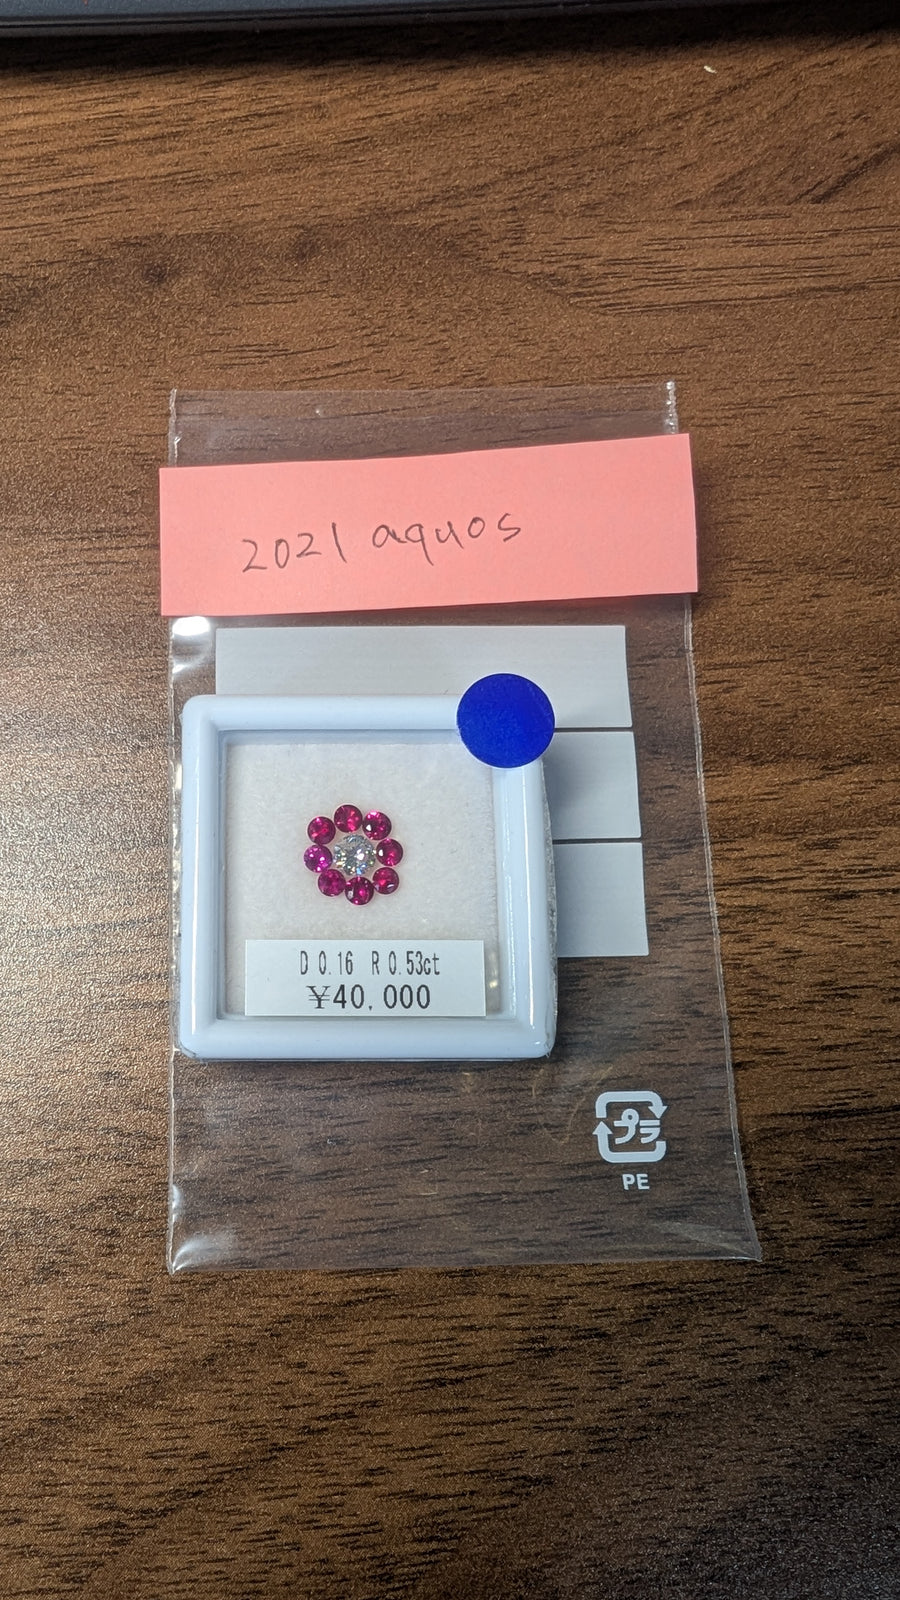 2021 aquos
D 0.16 R 0.53ct
¥40,000
プラ
PE